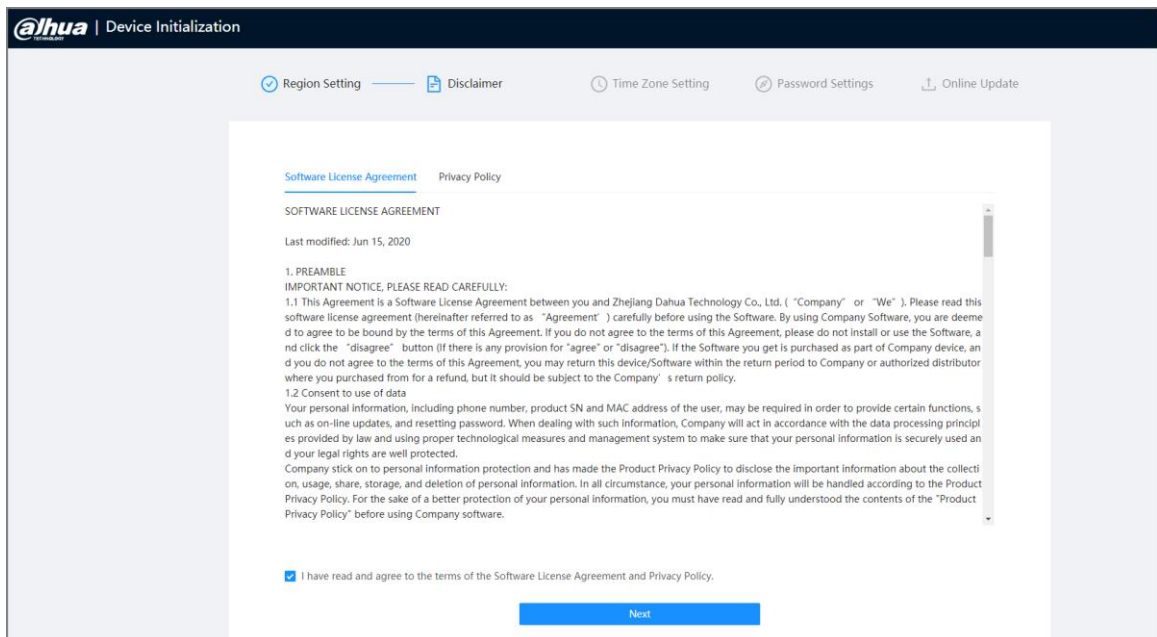 alhua | Device Initialization
TECHNOLOGY
Region Setting Disclaimer Time Zone Setting Password Settings Online Update
Software License Agreement Privacy Policy
SOFTWARE LICENSE AGREEMENT
Last modified: Jun 15, 2020
1. PREAMBLE
IMPORTANT NOTICE, PLEASE READ CAREFULLY:
1.1 This Agreement is a Software License Agreement between you and Zhejiang Dahua Technology Co., Ltd. ( “Company” or “We” ). Please read this
software license agreement (hereinafter referred to as “Agreement’ ) carefully before using the Software. By using Company Software, you are deeme
d to agree to be bound by the terms of this Agreement. If you do not agree to the terms of this Agreement, please do not install or use the Software, a
nd click the “disagree” button (If there is any provision for "agree" or "disagree"). If the Software you get is purchased as part of Company device, an
d you do not agree to the terms of this Agreement, you may return this device/Software within the return period to Company or authorized distributor
where you purchased from for a refund, but it should be subject to the Company’ s return policy.
1.2 Consent to use of data
Your personal information, including phone number, product SN and MAC address of the user, may be required in order to provide certain functions, s
uch as on-line updates, and resetting password. When dealing with such information, Company will act in accordance with the data processing principl
es provided by law and using proper technological measures and management system to make sure that your personal information is securely used an
d your legal rights are well protected.
Company stick on to personal information protection and has made the Product Privacy Policy to disclose the important information about the collecti
on, usage, share, storage, and deletion of personal information. In all circumstance, your personal information will be handled according to the Product
Privacy Policy. For the sake of a better protection of your personal information, you must have read and fully understood the contents of the "Product
Privacy Policy" before using Company software.
I have read and agree to the terms of the Software License Agreement and Privacy Policy.
Next